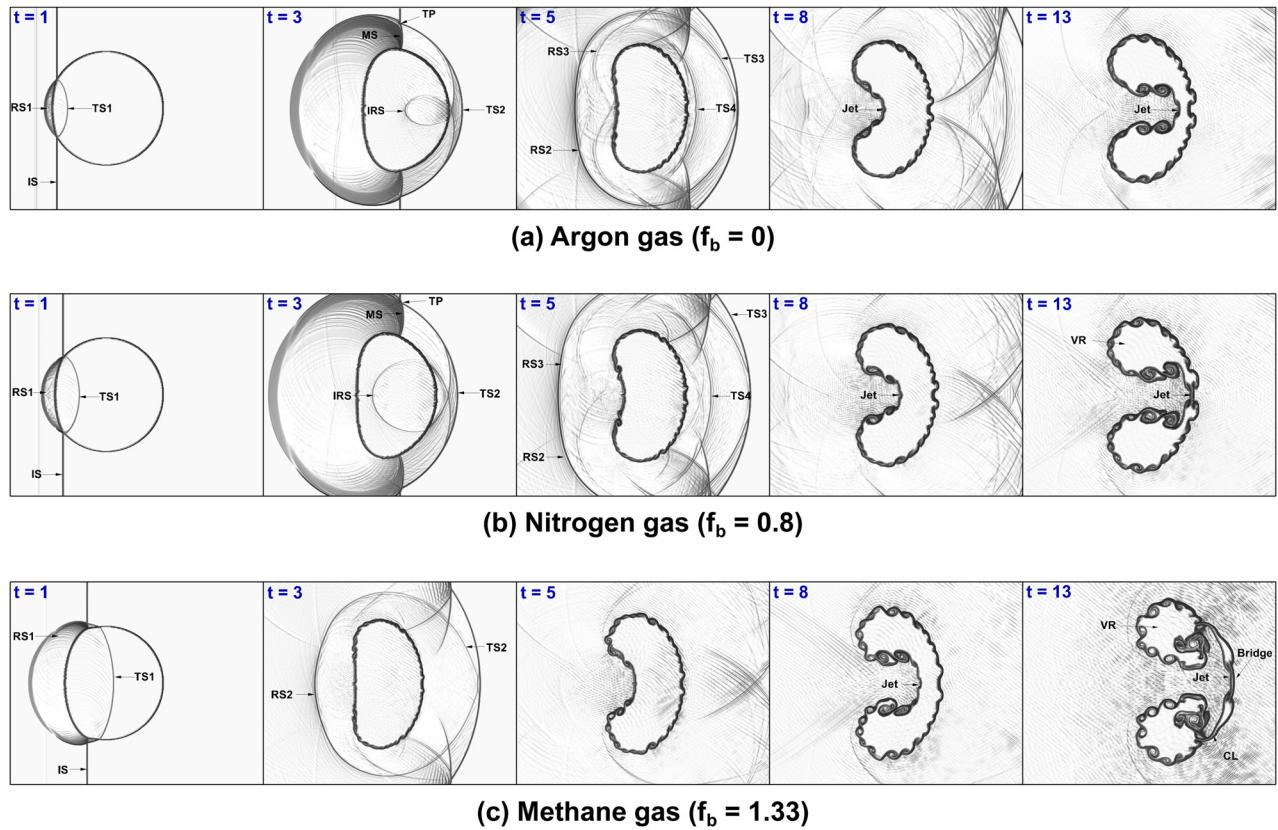 t = 1
RS1
TS1
IS
t = 3
TP
MS
IRS
TS2
t = 5
RS3
TS3
TS4
RS2
t = 8
Jet
t = 13
Jet
(a) Argon gas (f_b = 0)
t = 1
RS1
TS1
IS
t = 3
TP
MS
IRS
TS2
t = 5
TS3
RS3
TS4
RS2
t = 8
Jet
t = 13
VR
Jet
(b) Nitrogen gas (f_b = 0.8)
t = 1
RS1
TS1
IS
t = 3
TS2
RS2
t = 5
t = 8
Jet
t = 13
VR
Bridge
Jet
CL
(c) Methane gas (f_b = 1.33)